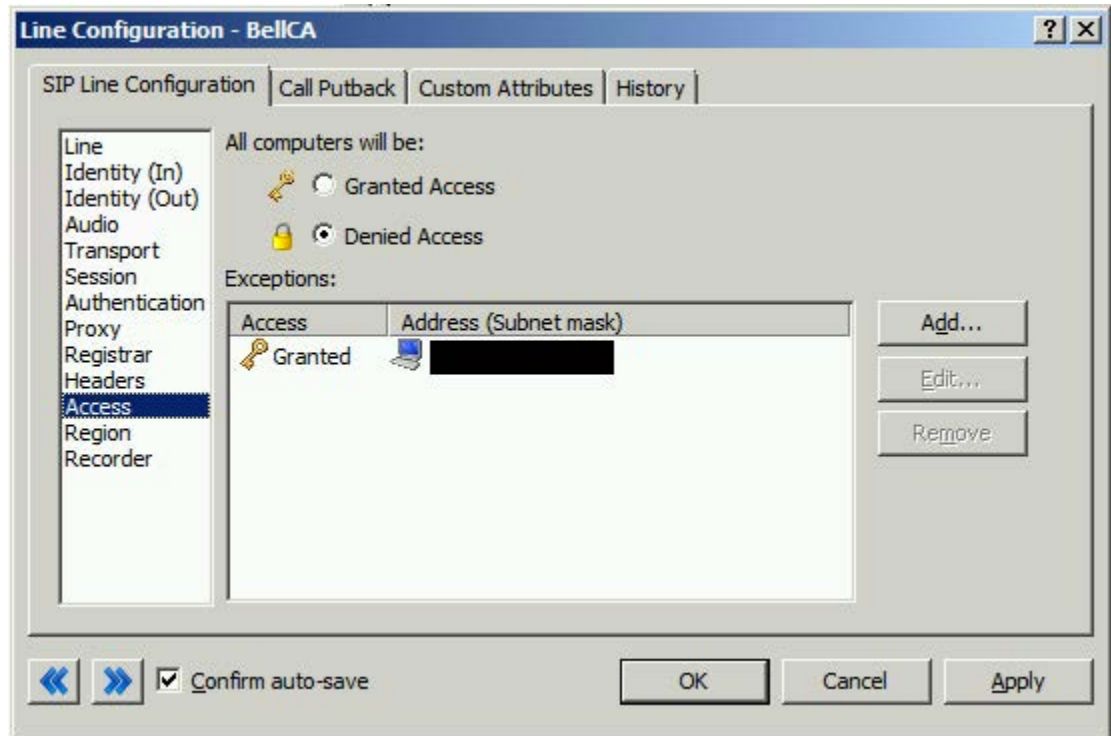 Line Configuration - BellCA
SIP Line Configuration Call Putback Custom Attributes History
Line
Identity (In)
Identity (Out)
Audio
Transport
Session
Authentication
Proxy
Registrar
Headers
Access
Region
Recorder
All computers will be:
Granted Access
Denied Access
Exceptions:
Access Address (Subnet mask)
Granted
Add...
Edit...
Remove
Confirm auto-save
OK Cancel Apply